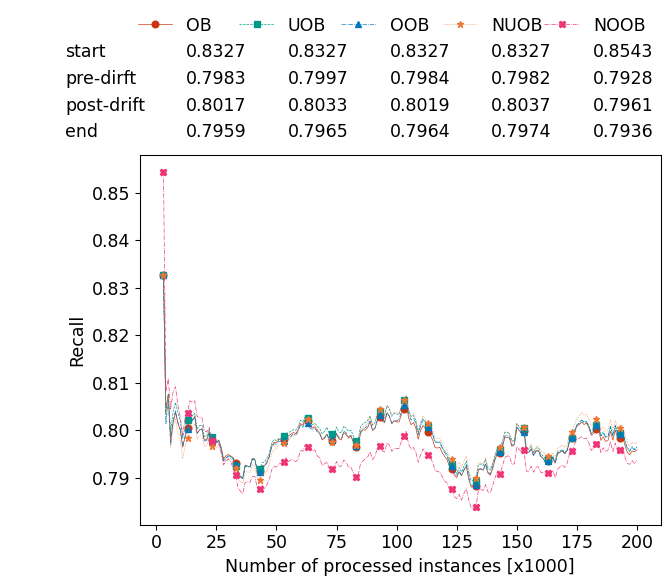 OB UOB OOB NUOB NOOB
start 0.8327 0.8327 0.8327 0.8327 0.8543
pre-dirft 0.7983 0.7997 0.7984 0.7982 0.7928
post-drift 0.8017 0.8033 0.8019 0.8037 0.7961
end 0.7959 0.7965 0.7964 0.7974 0.7936
0.85
0.84
0.83
0.82
0.81
0.80
0.79
Recall
0 25 50 75 100 125 150 175 200
Number of processed instances [x1000]